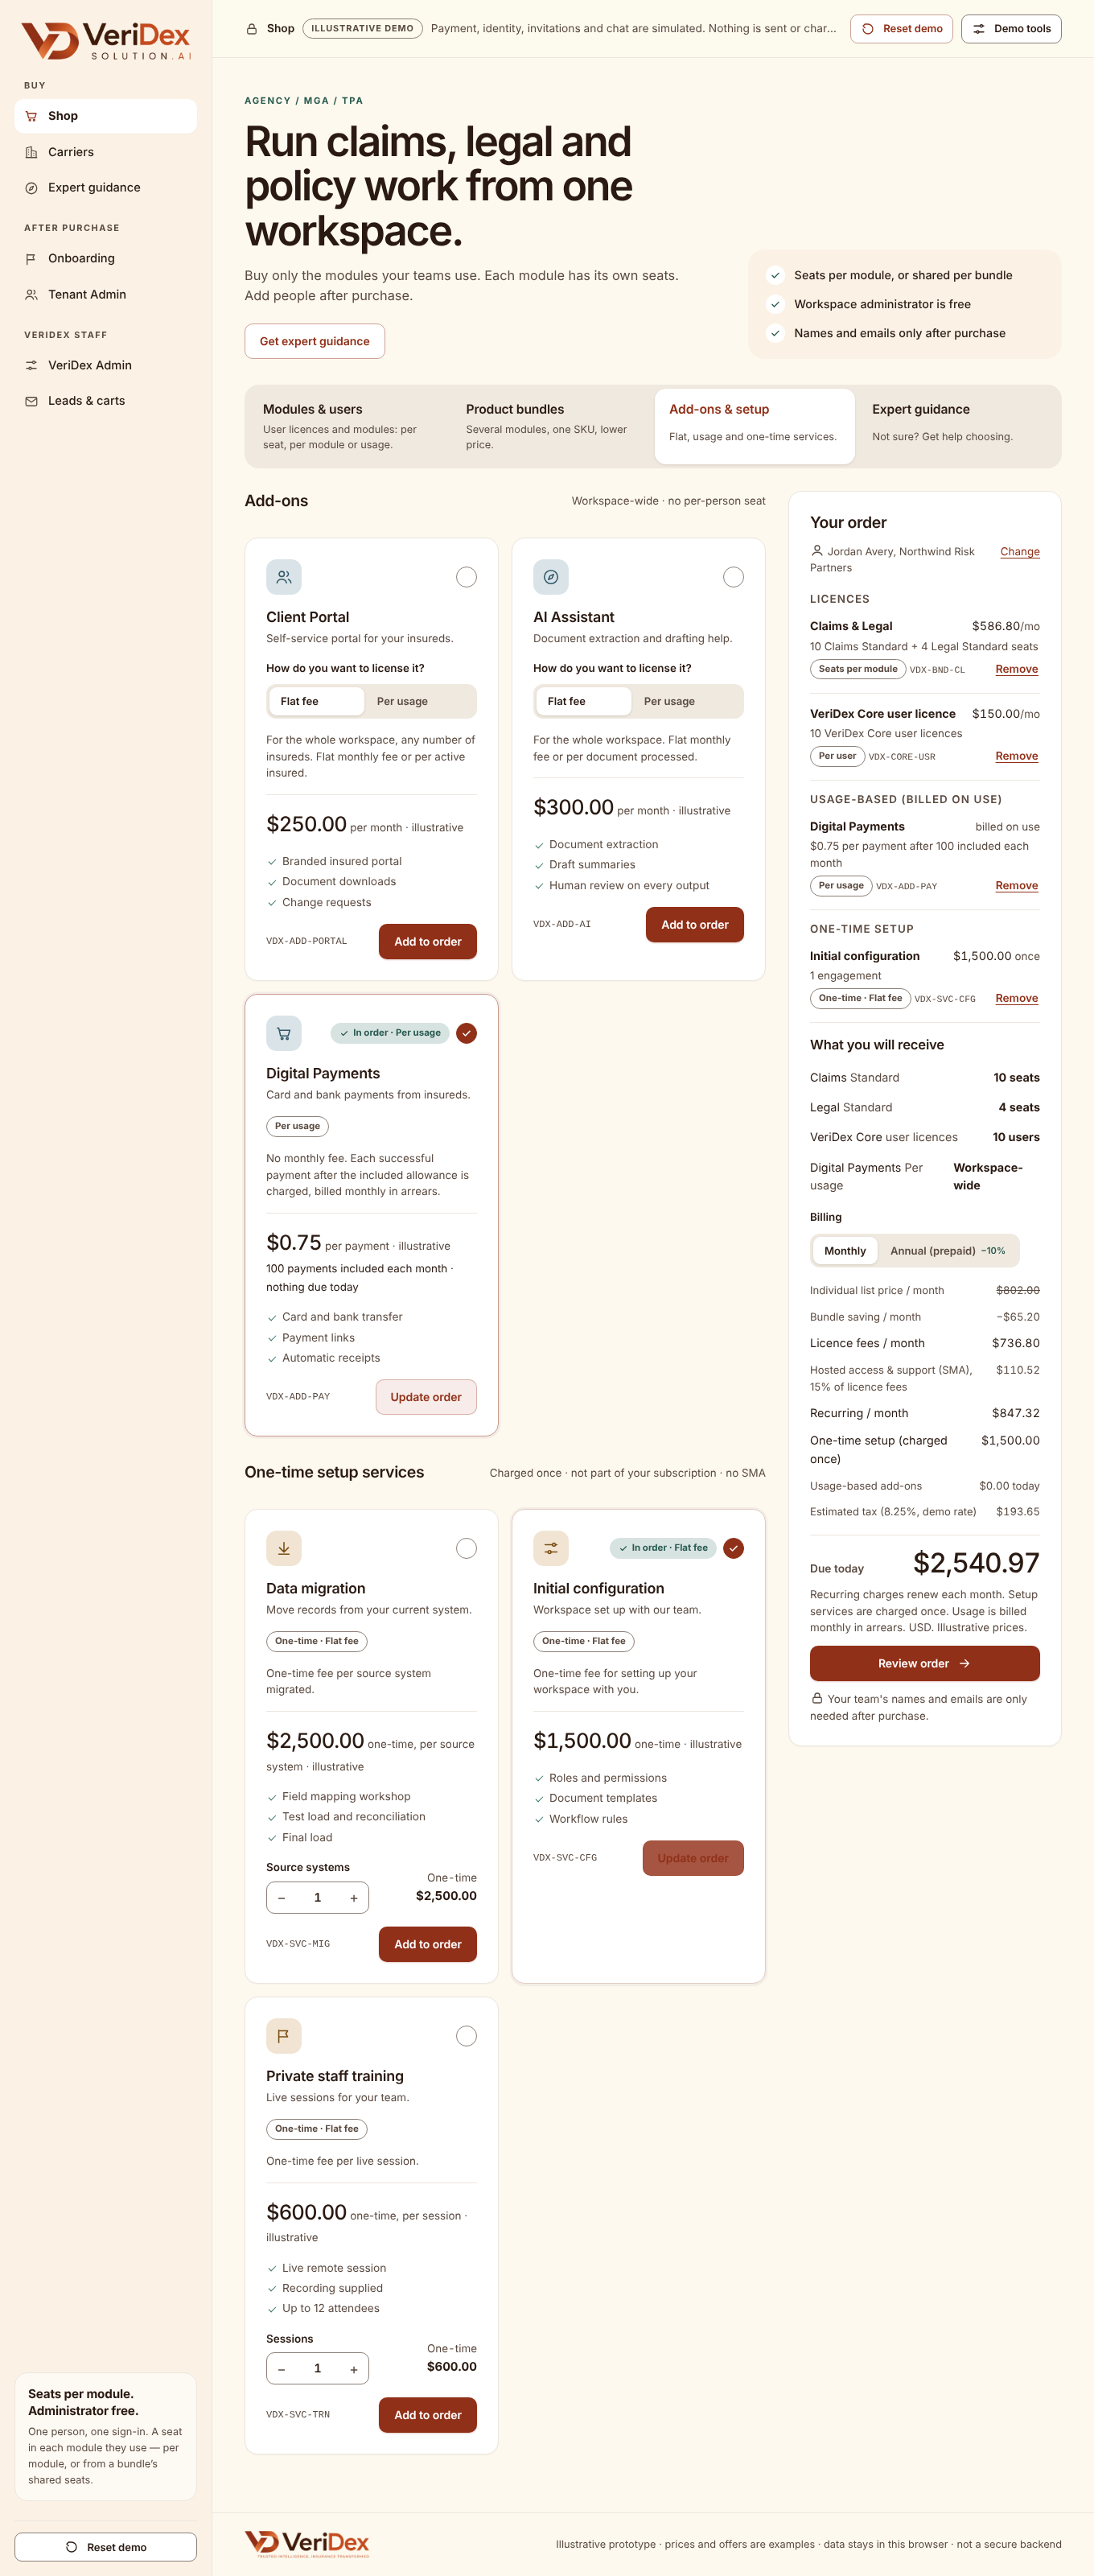 VeriDex
SOLUTION.AI
BUY
Shop
Carriers
Expert guidance
AFTER PURCHASE
Onboarding
Tenant Admin
VERIDEX STAFF
VeriDex Admin
Leads & carts
Seats per module.
Administrator free.
One person, one sign-in. A seat
in each module they use — per
module, or from a bundle's
shared seats.
Reset demo
Shop
ILLUSTRATIVE DEMO
Payment, identity, invitations and chat are simulated. Nothing is sent or char...
Reset demo
Demo tools
AGENCY / MGA / TPA
Run claims, legal and
policy work from one
workspace.
Buy only the modules your teams use. Each module has its own seats.
Add people after purchase.
Get expert guidance
Seats per module, or shared per bundle
Workspace administrator is free
Names and emails only after purchase
Modules & users
User licences and modules: per
seat, per module or usage.
Product bundles
Several modules, one SKU, lower
price.
Add-ons & setup
Flat, usage and one-time services.
Expert guidance
Not sure? Get help choosing.
Add-ons
Workspace-wide · no per-person seat
Client Portal
Self-service portal for your insureds.
How do you want to license it?
Flat fee
Per usage
For the whole workspace, any number of
insureds. Flat monthly fee or per active
insured.
$250.00 per month · illustrative
Branded insured portal
Document downloads
Change requests
VDX-ADD-PORTAL
Add to order
AI Assistant
Document extraction and drafting help.
How do you want to license it?
Flat fee
Per usage
For the whole workspace. Flat monthly
fee or per document processed.
$300.00 per month · illustrative
Document extraction
Draft summaries
Human review on every output
VDX-ADD-AI
Add to order
In order · Per usage
Digital Payments
Card and bank payments from insureds.
Per usage
No monthly fee. Each successful
payment after the included allowance is
charged, billed monthly in arrears.
$0.75 per payment · illustrative
100 payments included each month ·
nothing due today
Card and bank transfer
Payment links
Automatic receipts
VDX-ADD-PAY
Update order
One-time setup services
Charged once · not part of your subscription · no SMA
Data migration
Move records from your current system.
One-time · Flat fee
One-time fee per source system
migrated.
$2,500.00 one-time, per source
system · illustrative
Field mapping workshop
Test load and reconciliation
Final load
Source systems
− 1 +
One-time
$2,500.00
VDX-SVC-MIG
Add to order
In order · Flat fee
Initial configuration
Workspace set up with our team.
One-time · Flat fee
One-time fee for setting up your
workspace with you.
$1,500.00 one-time · illustrative
Roles and permissions
Document templates
Workflow rules
VDX-SVC-CFG
Update order
Private staff training
Live sessions for your team.
One-time · Flat fee
One-time fee per live session.
$600.00 one-time, per session ·
illustrative
Live remote session
Recording supplied
Up to 12 attendees
Sessions
− 1 +
One-time
$600.00
VDX-SVC-TRN
Add to order
Your order
Jordan Avery, Northwind Risk
Partners
Change
LICENCES
Claims & Legal $586.80/mo
10 Claims Standard + 4 Legal Standard seats
Seats per module VDX-BND-CL Remove
VeriDex Core user licence $150.00/mo
10 VeriDex Core user licences
Per user VDX-CORE-USR Remove
USAGE-BASED (BILLED ON USE)
Digital Payments billed on use
$0.75 per payment after 100 included each
month
Per usage VDX-ADD-PAY Remove
ONE-TIME SETUP
Initial configuration $1,500.00 once
1 engagement
One-time · Flat fee VDX-SVC-CFG Remove
What you will receive
Claims Standard 10 seats
Legal Standard 4 seats
VeriDex Core user licences 10 users
Digital Payments Per
usage
Workspace-
wide
Billing
Monthly
Annual (prepaid) −10%
Individual list price / month $802.00
Bundle saving / month −$65.20
Licence fees / month $736.80
Hosted access & support (SMA), $110.52
15% of licence fees
Recurring / month $847.32
One-time setup (charged $1,500.00
once)
Usage-based add-ons $0.00 today
Estimated tax (8.25%, demo rate) $193.65
Due today $2,540.97
Recurring charges renew each month. Setup
services are charged once. Usage is billed
monthly in arrears. USD. Illustrative prices.
Review order
Your team's names and emails are only
needed after purchase.
VeriDex
Illustrative prototype · prices and offers are examples · data stays in this browser · not a secure backend